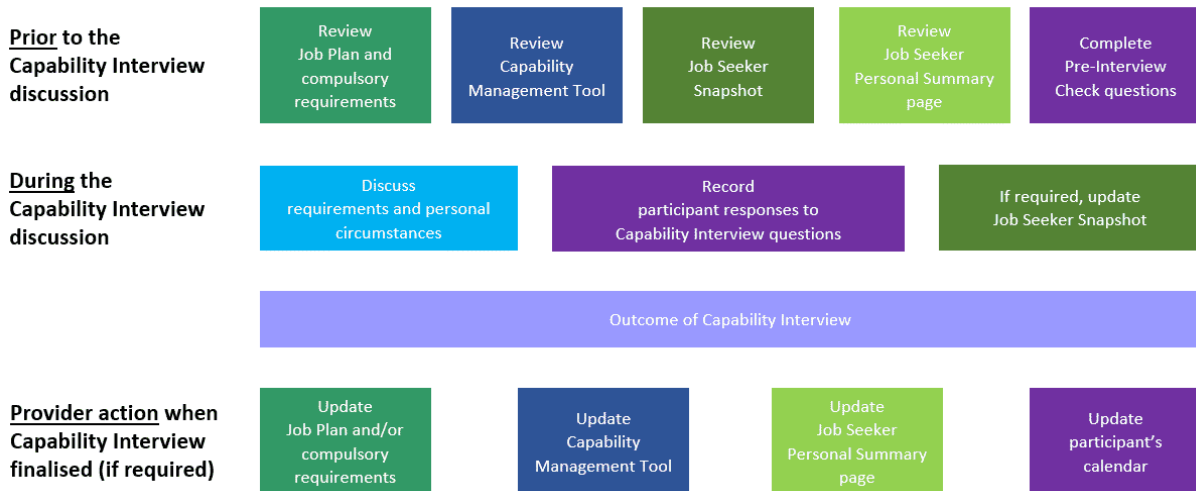 Prior to the
Capability Interview
discussion
Review
Job Plan and
compulsory
requirements
Review
Capability
Management Tool
Review
Job Seeker
Snapshot
Review
Job Seeker
Personal Summary
page
Complete
Pre-Interview
Check questions
During the
Capability Interview
discussion
Discuss
requirements and personal
circumstances
Record
participant responses to
Capability Interview questions
If required, update
Job Seeker Snapshot
Outcome of Capability Interview
Provider action when
Capability Interview
finalised (if required)
Update
Job Plan and/or
compulsory
requirements
Update
Capability
Management Tool
Update
Job Seeker
Personal Summary
page
Update
participant's
calendar